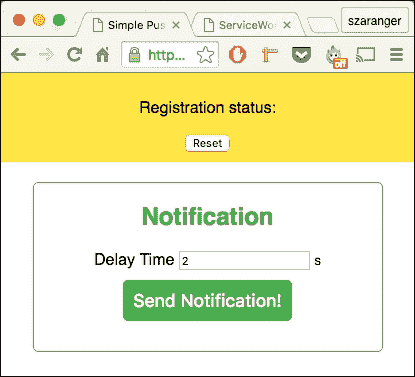 Simple Pus
ServiceWor
szaranger
http...
off
Registration status:
Reset
Notification
Delay Time 2 s
Send Notification!